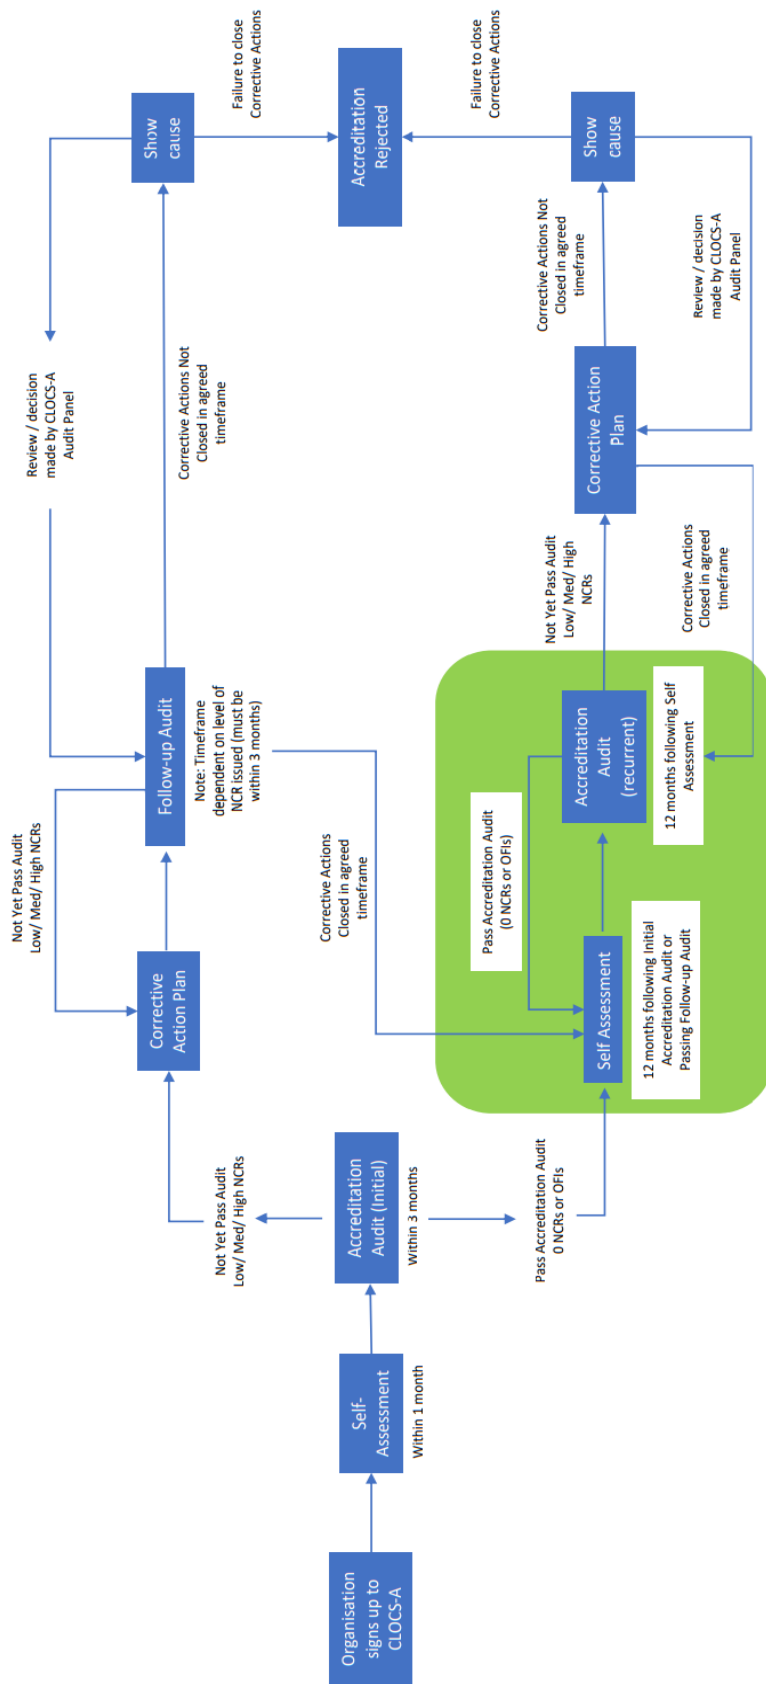 Organisation
signs up to
CLOCS-A
Self-
Assessment
Within 1 month
Accreditation
Audit (Initial)
Within 3 months
Not Yet Pass Audit
Low/ Med/ High NCRs
Corrective
Action Plan
Not Yet Pass Audit
Low/ Med/ High NCRs
Follow-up Audit
Note: Timeframe
dependent on level of
NCR issued (must be
within 3 months)
Review / decision
made by CLOCS-A
Audit Panel
Corrective Actions Not
Closed in agreed
timeframe
Show
cause
Failure to close
Corrective Actions
Accreditation
Rejected
Corrective Actions
Closed in agreed
timeframe
Pass Accreditation Audit
0 NCRs or OFIs
Self Assessment
12 months following Initial
Accreditation Audit or
Passing Follow-up Audit
Pass Accreditation Audit
(0 NCRs or OFIs)
Accreditation
Audit
(recurrent)
12 months following Self
Assessment
Not Yet Pass Audit
Low/ Med/ High
NCRs
Corrective Action
Plan
Corrective Actions
Closed in agreed
timeframe
Corrective Actions Not
Closed in agreed
timeframe
Review / decision
made by CLOCS-A
Audit Panel
Show
cause
Failure to close
Corrective Actions